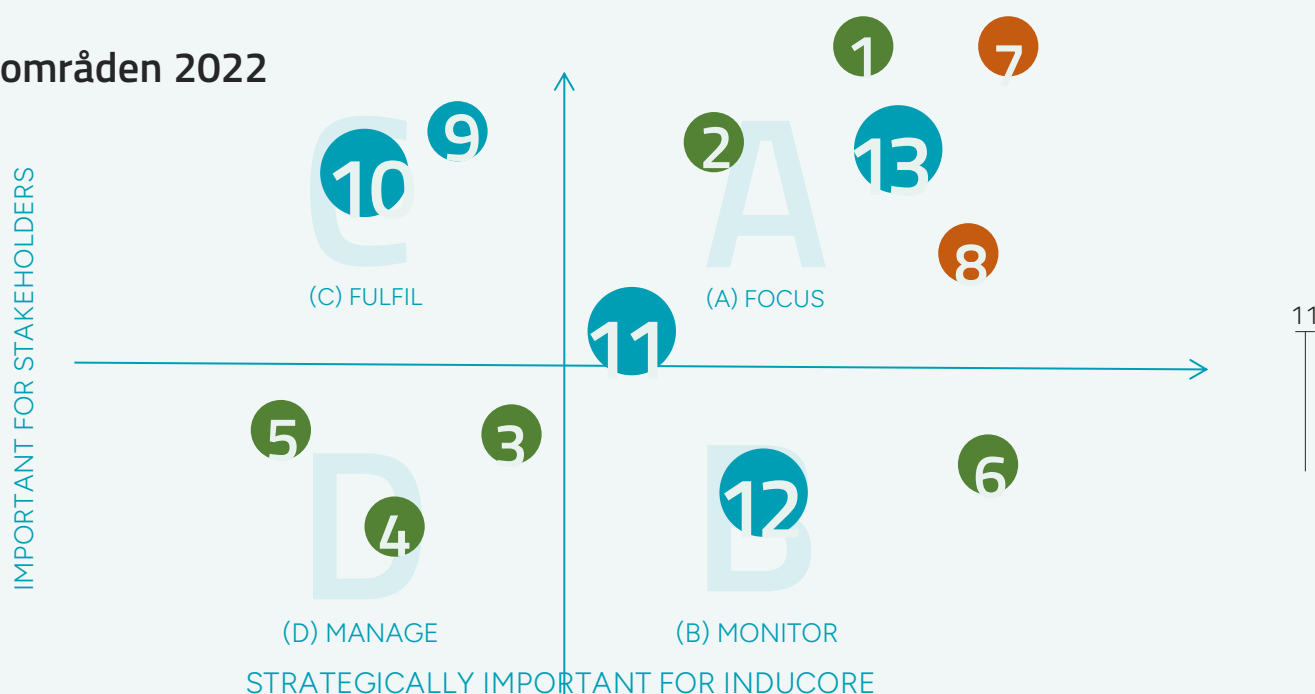 områden 2022
1
7
9
2
13
10
C
A
8
(C) FULFIL
(A) FOCUS
11
11
IMPORTANT FOR STAKEHOLDERS
5
3
6
12
4
D
B
(D) MANAGE
(B) MONITOR
STRATEGICALLY IMPORTANT FOR INDUCORE